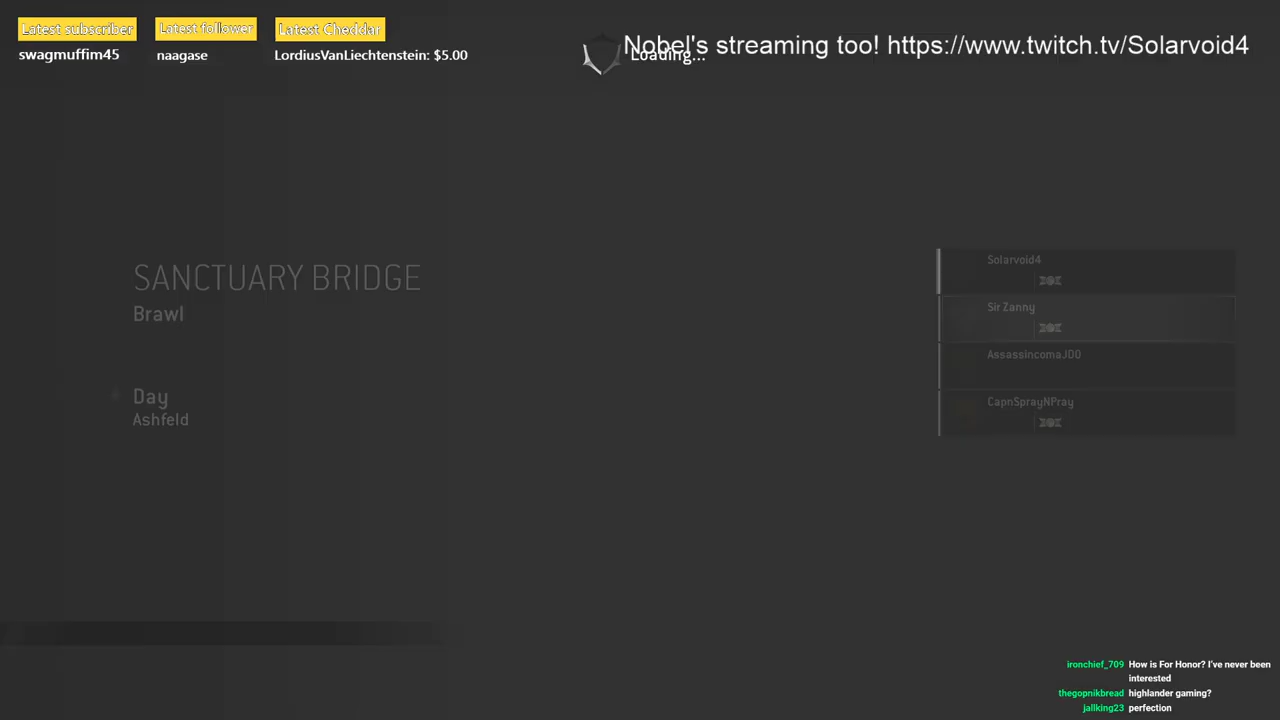 Latest subscriber
Latest follower
Latest Cheddar
swagmuffim45
naagase
LordiusVanLiechtenstein: $5.00
Nobel's streaming too! https://www.twitch.tv/Solarvoid4
Loading...
SANCTUARY BRIDGE
Brawl
Day
Ashfeld
Solarvoid4
Sir Zanny
AssassincomaJD0
CapnSprayNPray
ironchief_709 How is For Honor? I've never been
interested
thegopnikbread highlander gaming?
jallking23 perfection